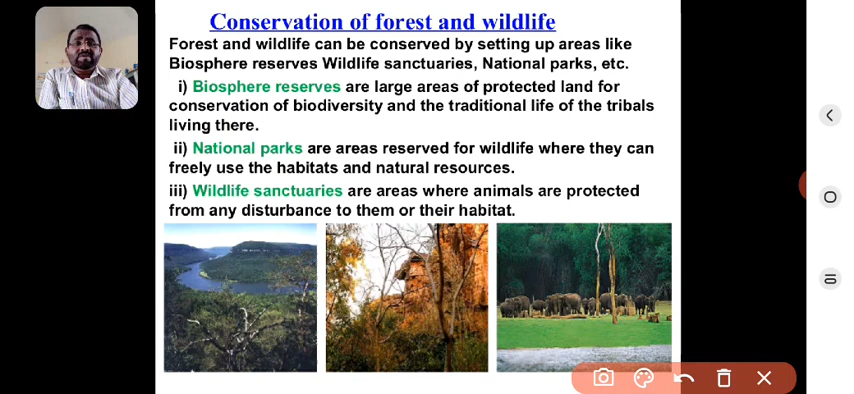 Conservation of forest and wildlife
Forest and wildlife can be conserved by setting up areas like
Biosphere reserves Wildlife sanctuaries, National parks, etc.
i) Biosphere reserves are large areas of protected land for
conservation of biodiversity and the traditional life of the tribals
living there.
ii) National parks are areas reserved for wildlife where they can
freely use the habitats and natural resources.
iii) Wildlife sanctuaries are areas where animals are protected
from any disturbance to them or their habitat.